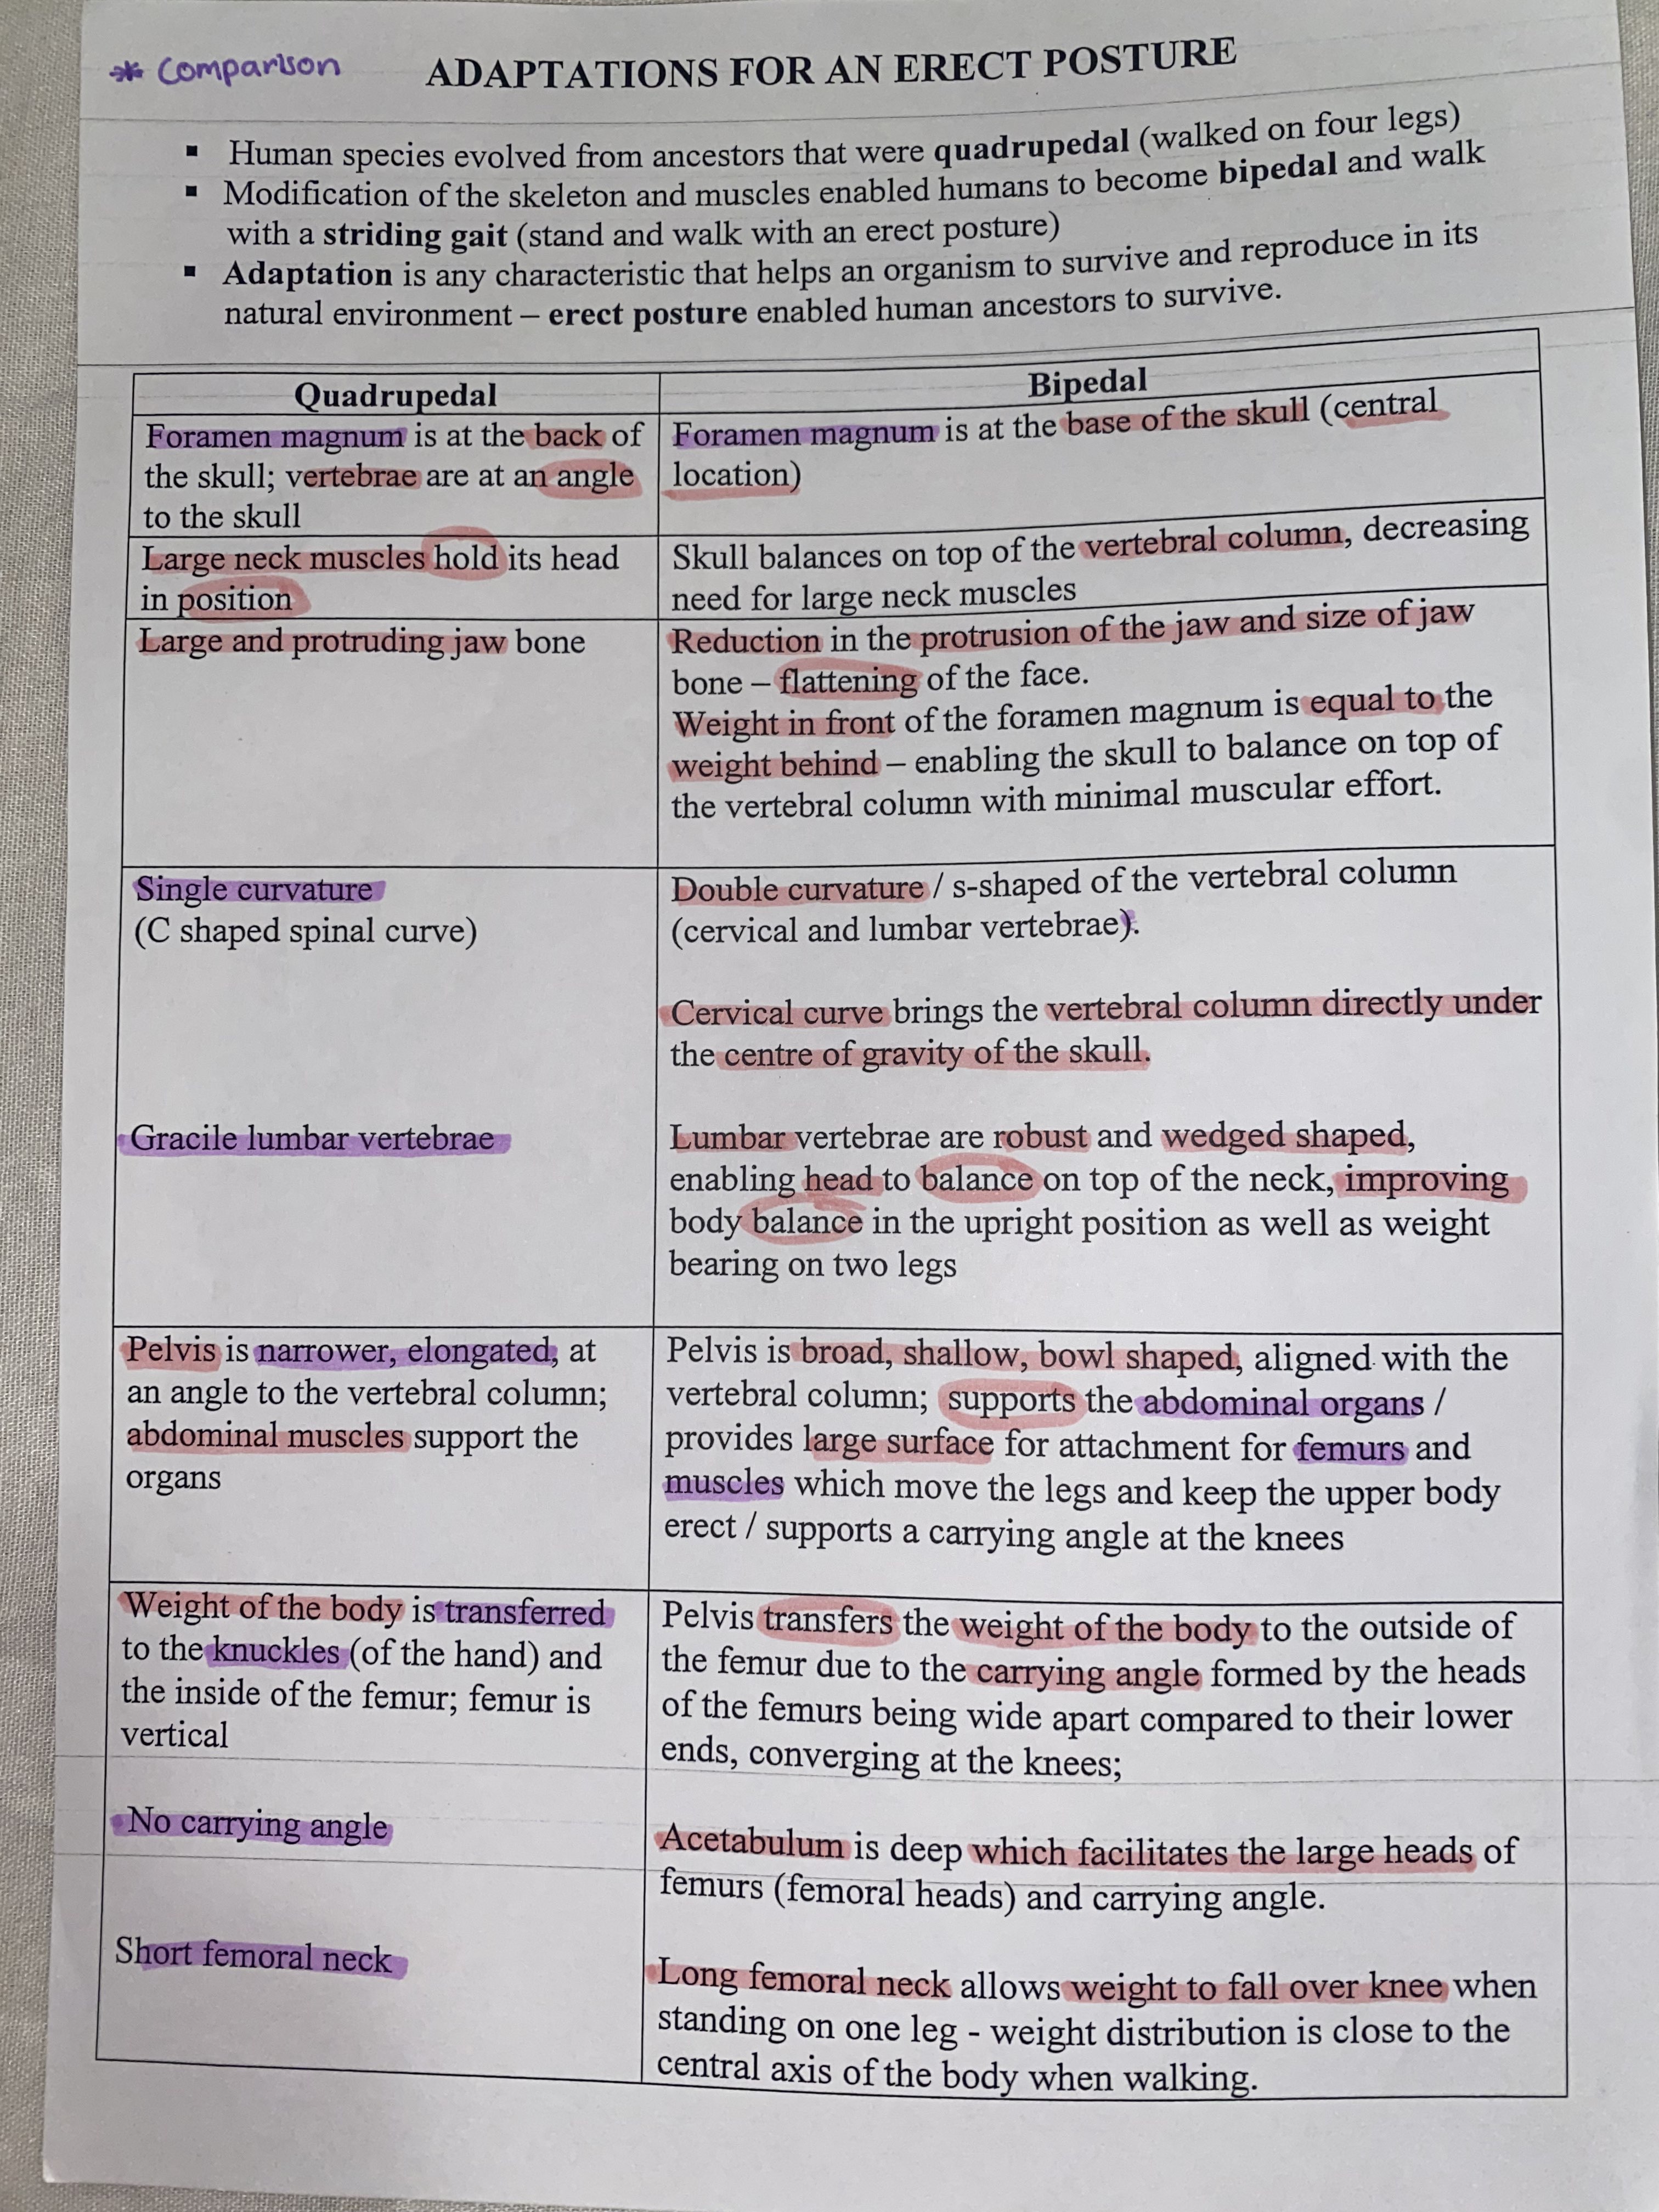 * Comparison
ADAPTATIONS FOR AN ERECT POSTURE
▪ Human species evolved from ancestors that were quadrupedal (walked on four legs)
▪ Modification of the skeleton and muscles enabled humans to become bipedal and walk
with a striding gait (stand and walk with an erect posture)
▪ Adaptation is any characteristic that helps an organism to survive and reproduce in its
natural environment – erect posture enabled human ancestors to survive.
Quadrupedal
Bipedal
Foramen magnum is at the back of
the skull; vertebrae are at an angle
to the skull
Foramen magnum is at the base of the skull (central
location)
Large neck muscles hold its head
in position
Skull balances on top of the vertebral column, decreasing
need for large neck muscles
Large and protruding jaw bone
Reduction in the protrusion of the jaw and size of jaw
bone – flattening of the face.
Weight in front of the foramen magnum is equal to the
weight behind – enabling the skull to balance on top of
the vertebral column with minimal muscular effort.
Single curvature
(C shaped spinal curve)
Gracile lumbar vertebrae
Double curvature / s-shaped of the vertebral column
(cervical and lumbar vertebrae).
Cervical curve brings the vertebral column directly under
the centre of gravity of the skull.
Lumbar vertebrae are robust and wedged shaped,
enabling head to balance on top of the neck, improving
body balance in the upright position as well as weight
bearing on two legs
Pelvis is narrower, elongated, at
an angle to the vertebral column;
abdominal muscles support the
organs
Pelvis is broad, shallow, bowl shaped, aligned with the
vertebral column; supports the abdominal organs /
provides large surface for attachment for femurs and
muscles which move the legs and keep the upper body
erect / supports a carrying angle at the knees
Weight of the body is transferred
to the knuckles (of the hand) and
the inside of the femur; femur is
vertical
No carrying angle
Short femoral neck
Pelvis transfers the weight of the body to the outside of
the femur due to the carrying angle formed by the heads
of the femurs being wide apart compared to their lower
ends, converging at the knees;
Acetabulum is deep which facilitates the large heads of
femurs (femoral heads) and carrying angle.
Long femoral neck allows weight to fall over knee when
standing on one leg - weight distribution is close to the
central axis of the body when walking.